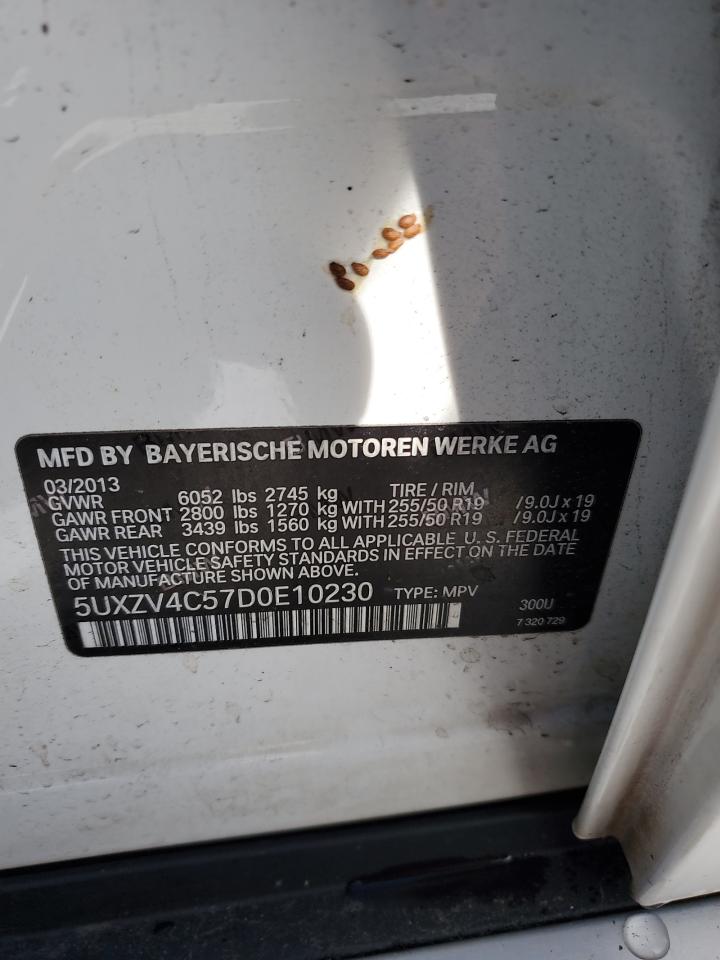 MFD BY BAYERISCHE MOTOREN WERKE AG
03/2013 TIRE / RIM
GVWR 6052 lbs 2745 kg
GAWR FRONT 2800 lbs 1270 kg WITH 255/50 R19 /9.0J x 19
GAWR REAR 3439 lbs 1560 kg WITH 255/50 R19 /9.0J x 19
THIS VEHICLE CONFORMS TO ALL APPLICABLE U. S. FEDERAL
MOTOR VEHICLE SAFETY STANDARDS IN EFFECT ON THE DATE
OF MANUFACTURE SHOWN ABOVE.
5UXZV4C57D0E10230 TYPE: MPV
300U
7 320 729